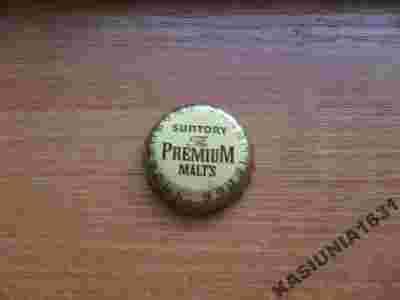 SUNTORY
The
PREMIUM
MALT'S
KASIUNIA1631